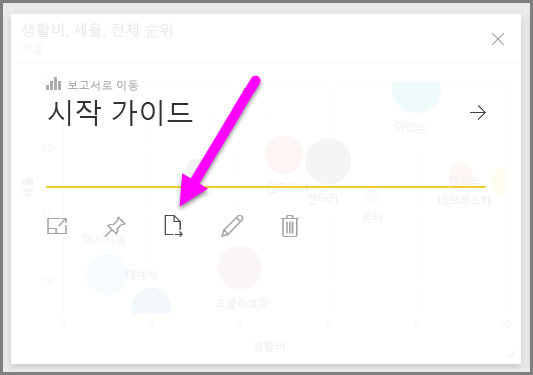 생활비, 세율, 전체 순위
주별
보고서로 이동
시작 가이드
아칸소
30
켄터키
네브래스카
유타
20
미시시피
테네시
10
오클라호마
0 2 4 6 8 10
생활비